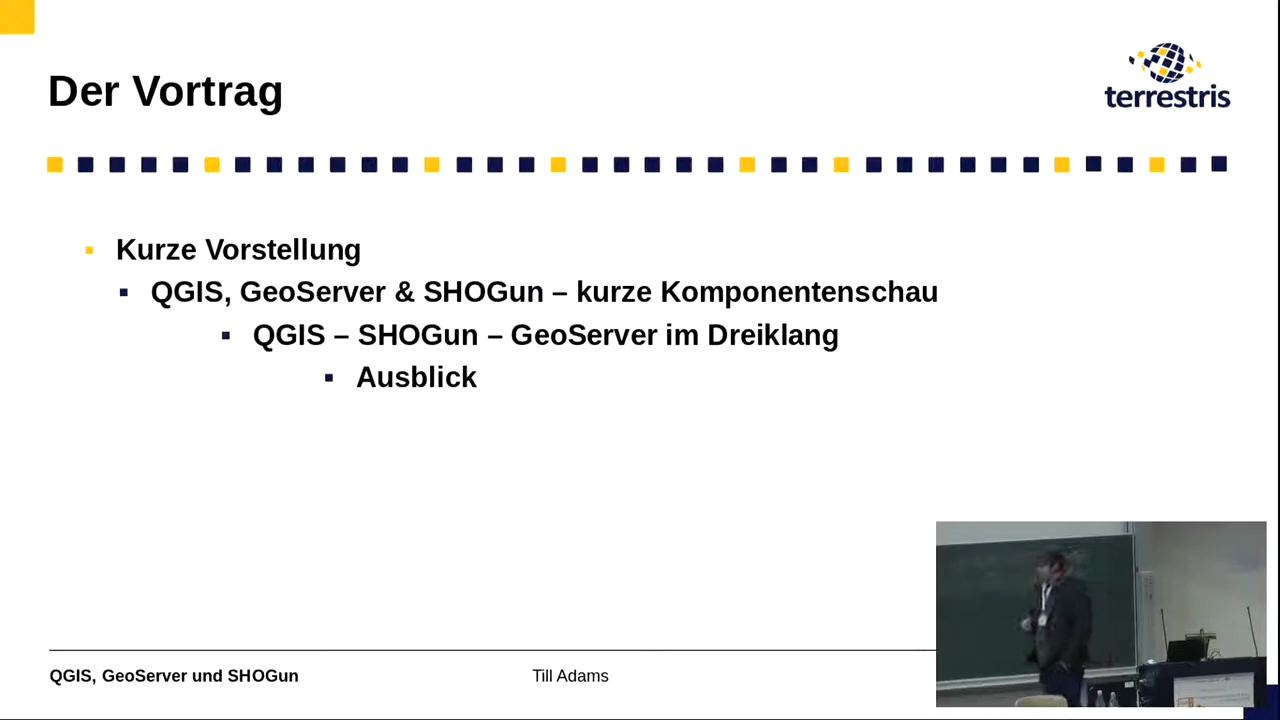 Der Vortrag
terrestris
Kurze Vorstellung
QGIS, GeoServer & SHOGun – kurze Komponentenschau
QGIS – SHOGun – GeoServer im Dreiklang
Ausblick
QGIS, GeoServer und SHOGun
Till Adams